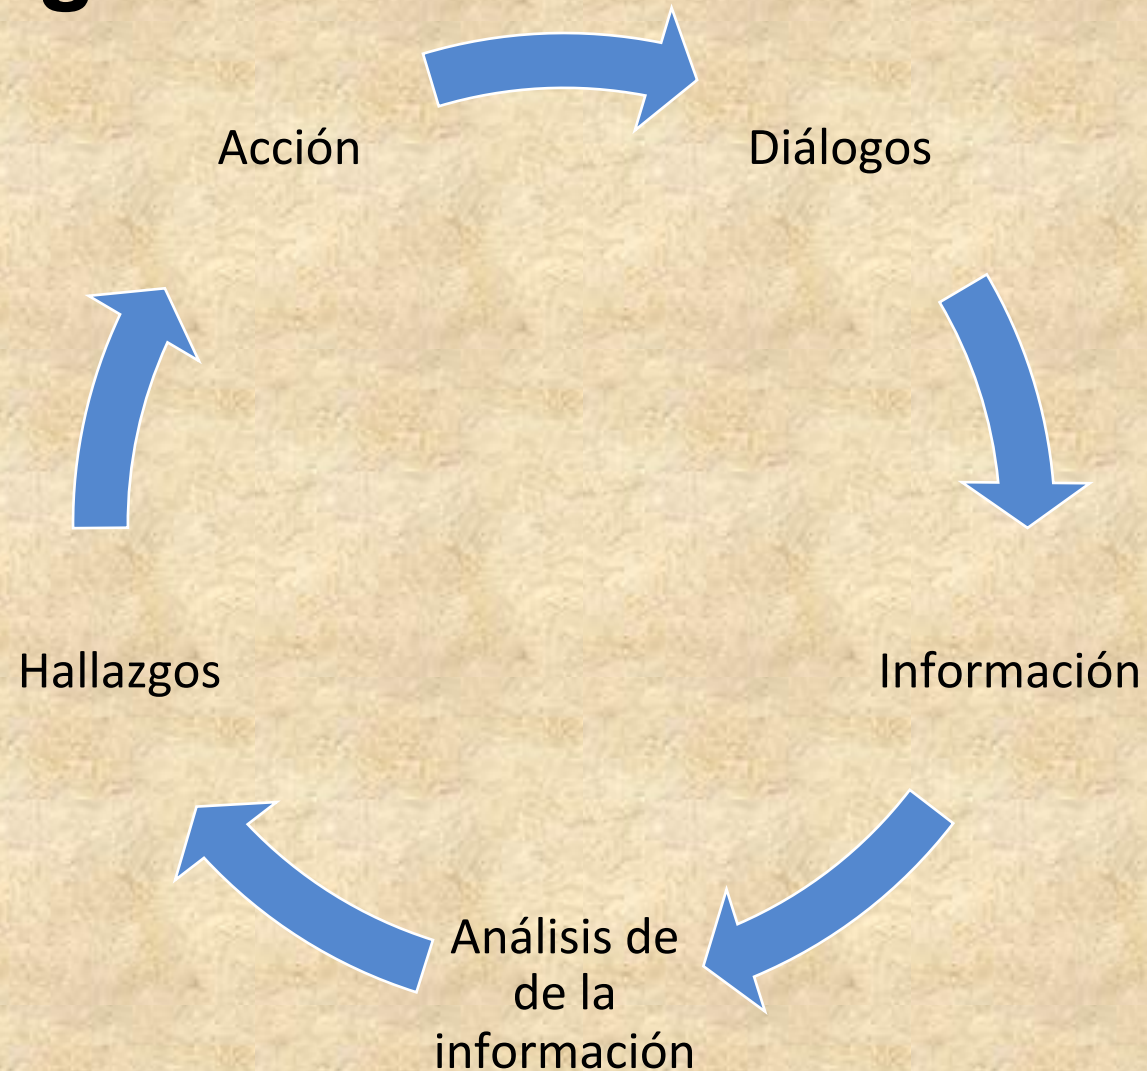 Acción
Diálogos
Información
Análisis de
de la
información
Hallazgos